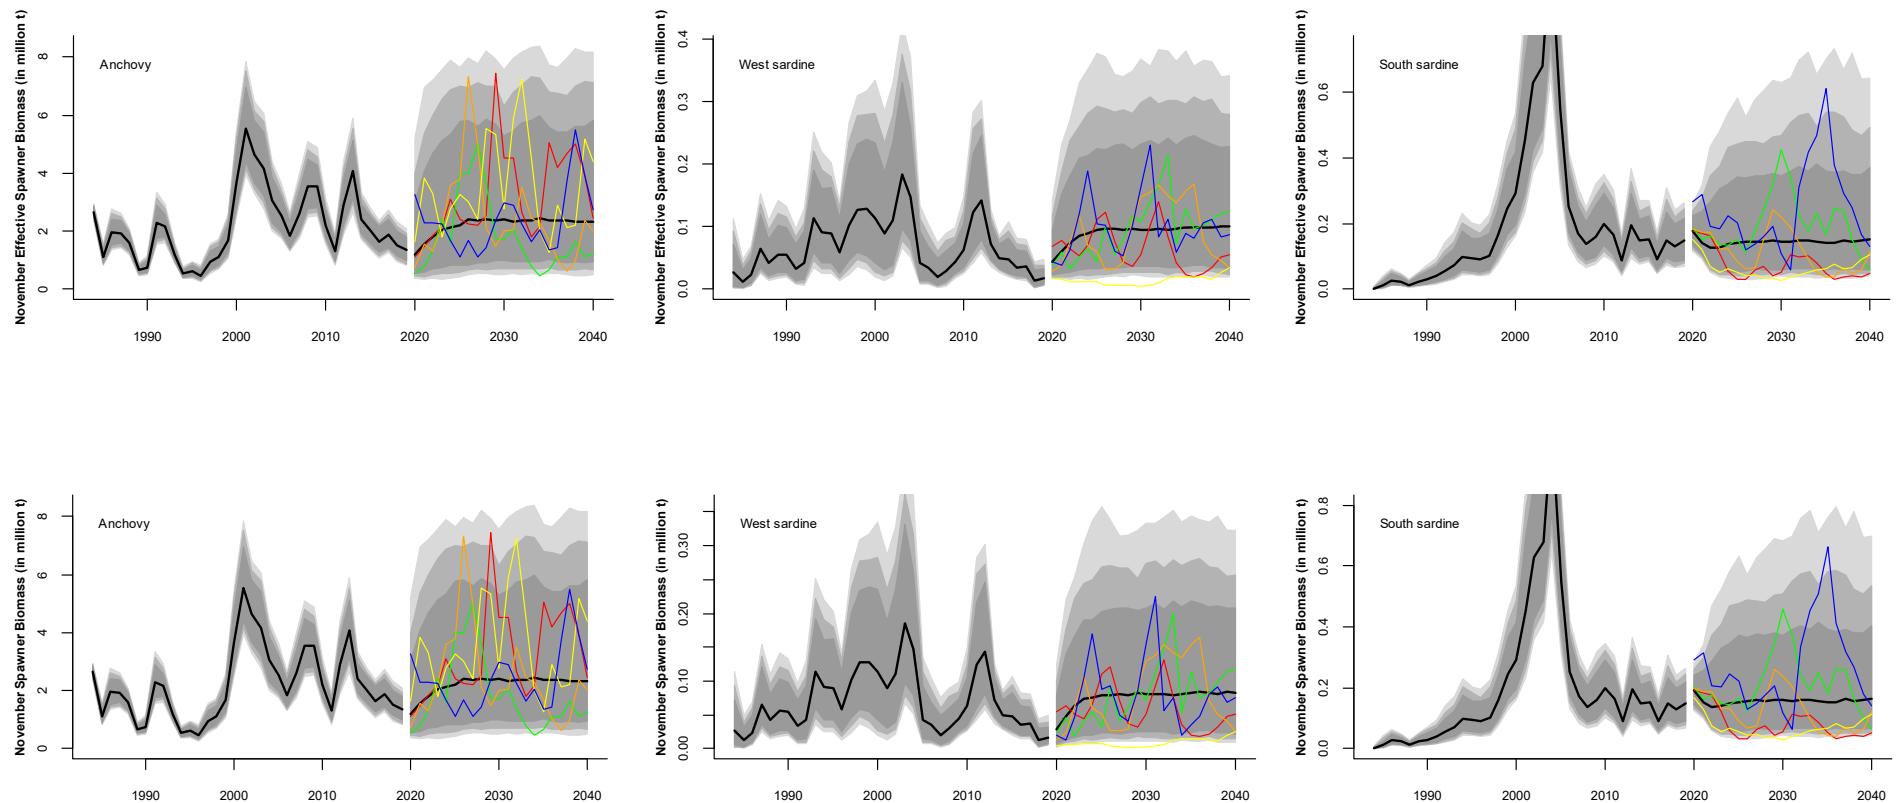 November Effective Spawner Biomass (in million t)
Anchovy
8
6
4
2
0
1990 2000 2010 2020 2030 2040
November Effective Spawner Biomass (in million t)
West sardine
0.4
0.3
0.2
0.1
0.0
1990 2000 2010 2020 2030 2040
November Effective Spawner Biomass (in million t)
South sardine
0.6
0.4
0.2
0.0
1990 2000 2010 2020 2030 2040
November Spawner Biomass (in million t)
Anchovy
8
6
4
2
0
1990 2000 2010 2020 2030 2040
November Spawner Biomass (in million t)
West sardine
0.30
0.20
0.10
0.00
1990 2000 2010 2020 2030 2040
November Spawner Biomass (in million t)
South sardine
0.8
0.6
0.4
0.2
0.0
1990 2000 2010 2020 2030 2040